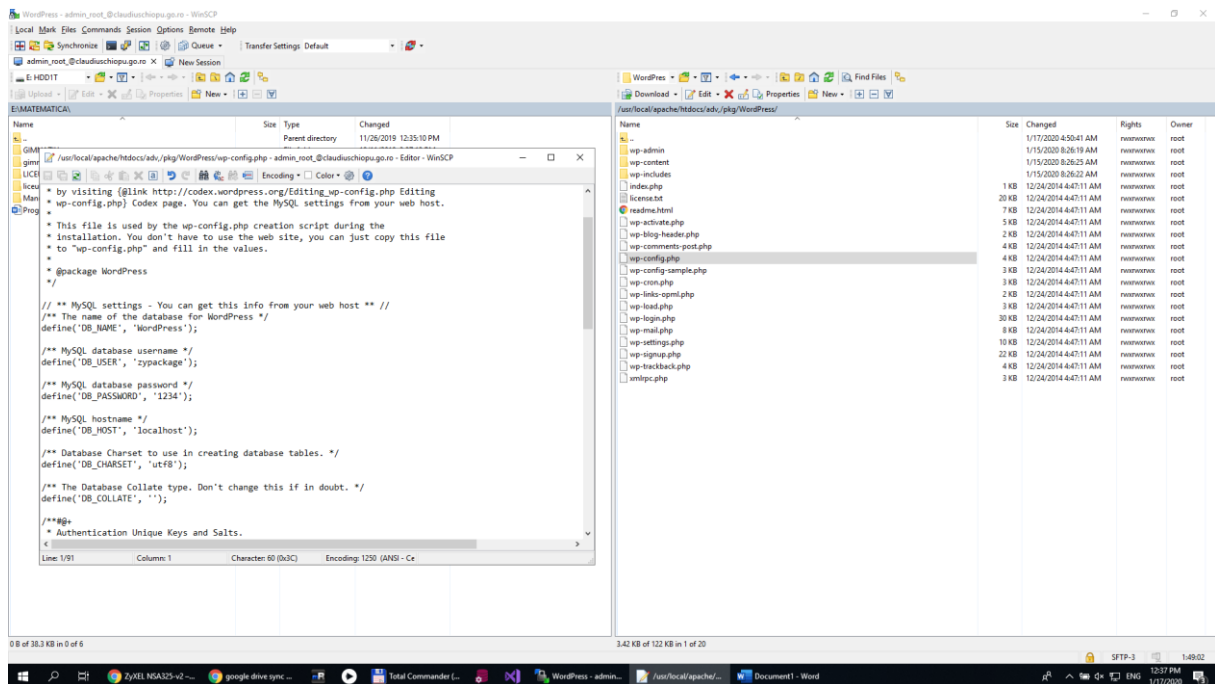 WordPress - admin_root_@claudiuschiopu.go.ro - WinSCP
Local Mark Files Commands Session Options Remote Help
Synchronize Queue Transfer Settings Default
admin_root_@claudiuschiopu.go.ro X New Session
E: HDD1T
WordPres Find Files
Upload Edit Properties New
Download Edit Properties New
E:\MATEMATICA\
/usr/local/apache/htdocs/adv,/pkg/WordPress/
Name Size Type Changed
Name Size Changed Rights Owner
.. Parent directory 11/26/2019 12:35:10 PM
.. 1/17/2020 4:50:41 AM rwxrwxrwx root
wp-admin 1/15/2020 8:26:19 AM rwxrwxrwx root
wp-content 1/15/2020 8:26:25 AM rwxrwxrwx root
wp-includes 1/15/2020 8:26:22 AM rwxrwxrwx root
index.php 1 KB 12/24/2014 4:47:11 AM rwxrwxrwx root
license.txt 20 KB 12/24/2014 4:47:11 AM rwxrwxrwx root
readme.html 7 KB 12/24/2014 4:47:11 AM rwxrwxrwx root
wp-activate.php 5 KB 12/24/2014 4:47:11 AM rwxrwxrwx root
wp-blog-header.php 2 KB 12/24/2014 4:47:11 AM rwxrwxrwx root
wp-comments-post.php 4 KB 12/24/2014 4:47:11 AM rwxrwxrwx root
wp-config.php 4 KB 12/24/2014 4:47:11 AM rwxrwxrwx root
wp-config-sample.php 3 KB 12/24/2014 4:47:11 AM rwxrwxrwx root
wp-cron.php 3 KB 12/24/2014 4:47:11 AM rwxrwxrwx root
wp-links-opml.php 2 KB 12/24/2014 4:47:11 AM rwxrwxrwx root
wp-load.php 3 KB 12/24/2014 4:47:11 AM rwxrwxrwx root
wp-login.php 30 KB 12/24/2014 4:47:11 AM rwxrwxrwx root
wp-mail.php 8 KB 12/24/2014 4:47:11 AM rwxrwxrwx root
wp-settings.php 10 KB 12/24/2014 4:47:11 AM rwxrwxrwx root
wp-signup.php 22 KB 12/24/2014 4:47:11 AM rwxrwxrwx root
wp-trackback.php 4 KB 12/24/2014 4:47:11 AM rwxrwxrwx root
xmlrpc.php 3 KB 12/24/2014 4:47:11 AM rwxrwxrwx root
GIM
gimr
LICE
liceu
Man
Prog
/usr/local/apache/htdocs/adv,/pkg/WordPress/wp-config.php - admin_root_@claudiuschiopu.go.ro - Editor - WinSCP
Encoding Color
* by visiting {@link http://codex.wordpress.org/Editing_wp-config.php Editing
* wp-config.php} Codex page. You can get the MySQL settings from your web host.
*
* This file is used by the wp-config.php creation script during the
* installation. You don't have to use the web site, you can just copy this file
* to "wp-config.php" and fill in the values.
*
* @package WordPress
*/
// ** MySQL settings - You can get this info from your web host ** //
/** The name of the database for WordPress */
define('DB_NAME', 'WordPress');
/** MySQL database username */
define('DB_USER', 'zypackage');
/** MySQL database password */
define('DB_PASSWORD', '1234');
/** MySQL hostname */
define('DB_HOST', 'localhost');
/** Database Charset to use in creating database tables. */
define('DB_CHARSET', 'utf8');
/** The Database Collate type. Don't change this if in doubt. */
define('DB_COLLATE', '');
/**#@+
* Authentication Unique Keys and Salts.
Line: 1/91 Column: 1 Character: 60 (0x3C) Encoding: 1250 (ANSI - Ce
0 B of 38.3 KB in 0 of 6
3.42 KB of 122 KB in 1 of 20
SFTP-3 1:49:02
ZyXEL NSA325-v2 –... google drive sync ... Total Commander (... WordPress - admin... /usr/local/apache/... Document1 - Word
ENG 12:37 PM
1/17/2020